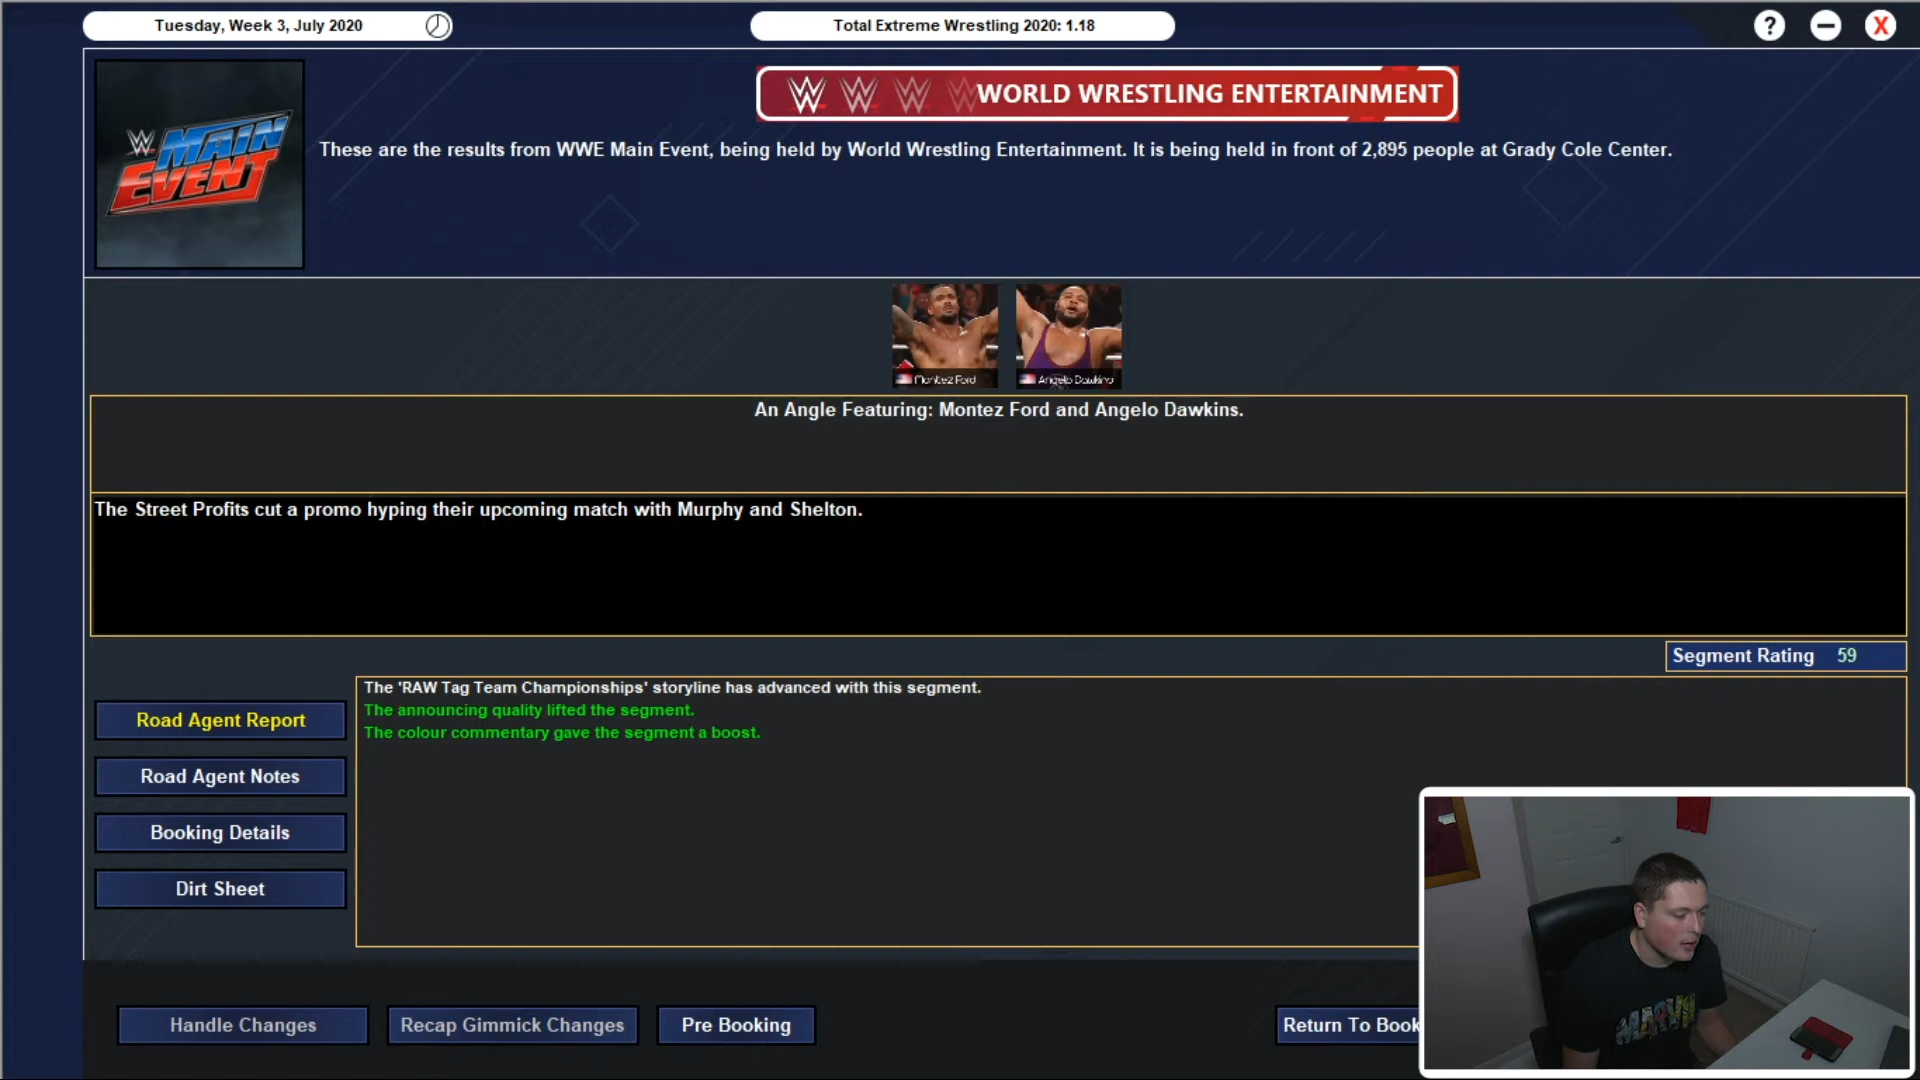 Tuesday, Week 3, July 2020
Total Extreme Wrestling 2020: 1.18
?
X
W MAIN EVENT
WORLD WRESTLING ENTERTAINMENT
These are the results from WWE Main Event, being held by World Wrestling Entertainment. It is being held in front of 2,895 people at Grady Cole Center.
Montez Ford
Angelo Dawkins
An Angle Featuring: Montez Ford and Angelo Dawkins.
The Street Profits cut a promo hyping their upcoming match with Murphy and Shelton.
Segment Rating 59
The 'RAW Tag Team Championships' storyline has advanced with this segment.
The announcing quality lifted the segment.
The colour commentary gave the segment a boost.
Road Agent Report
Road Agent Notes
Booking Details
Dirt Sheet
Handle Changes
Recap Gimmick Changes
Pre Booking
Return To Book
MARVEL